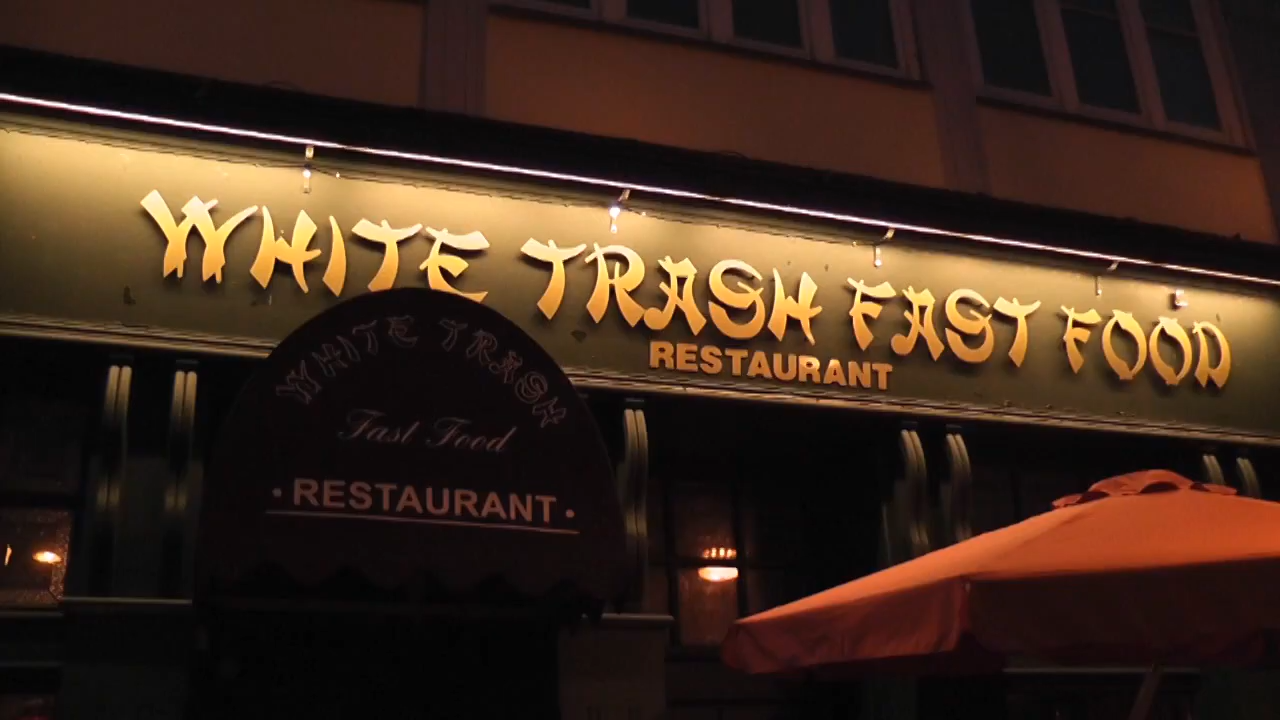 WHITE TRASH FAST FOOD
RESTAURANT
WHITE TRASH
Fast Food
• RESTAURANT •